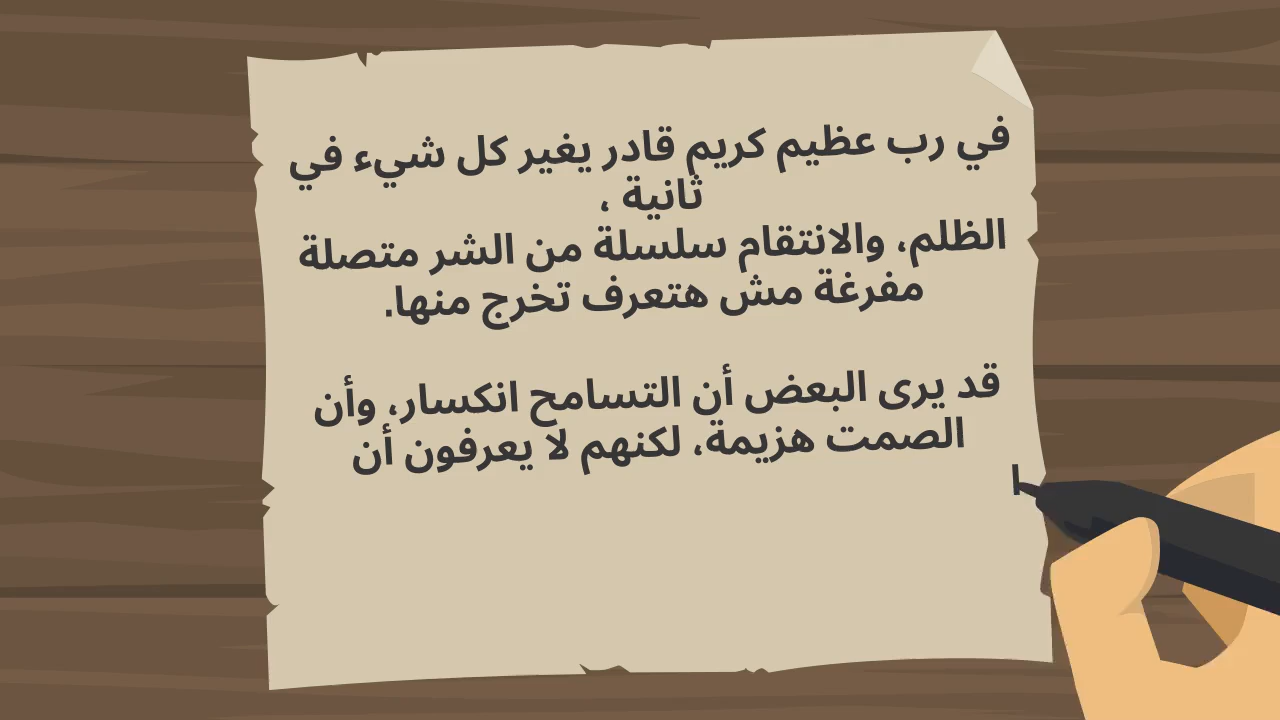 في رب عظيم كريم قادر يغير كل شيء في
ثانية ،
الظلم، والانتقام سلسلة من الشر متصلة
مفرغة مش هتعرف تخرج منها.
قد يرى البعض أن التسامح انكسار، وأن
الصمت هزيمة، لكنهم لا يعرفون أن
ا